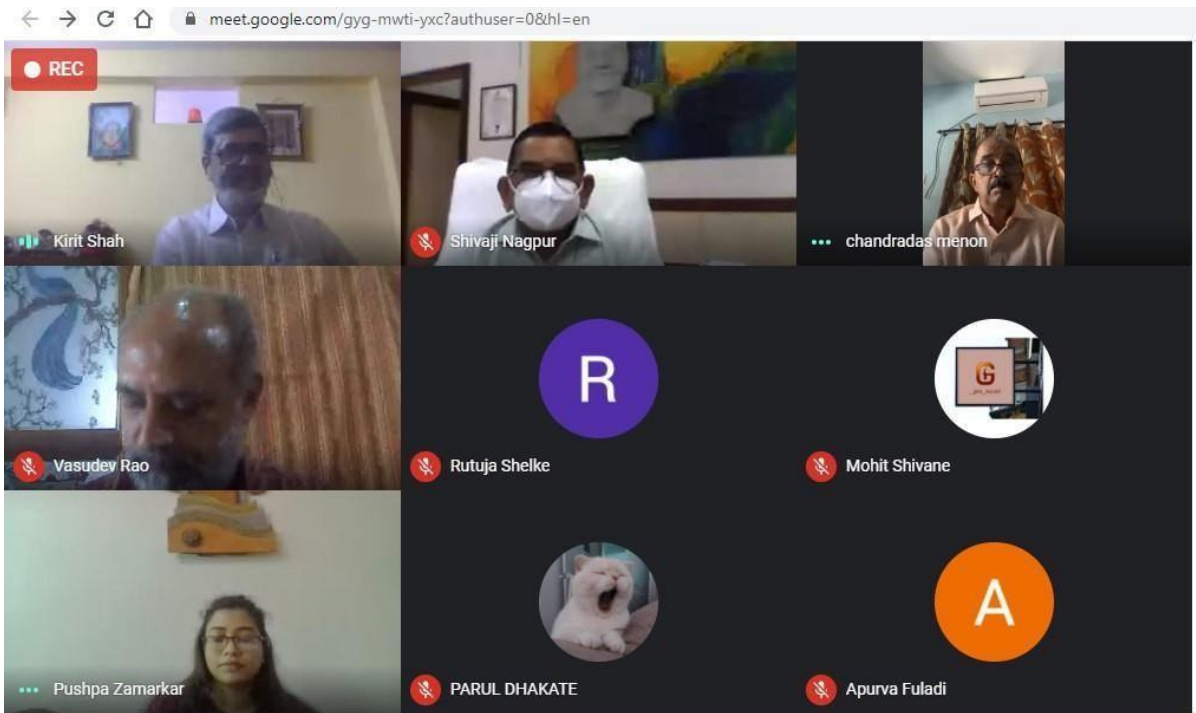 meet.google.com/gyg-mwti-yxc?authuser=0&hl=en
REC
Kirit Shah
Shivaji Nagpur
chandradas menon
R
G
Vasudev Rao
Rutuja Shelke
Mohit Shivane
A
Pushpa Zamarkar
PARUL DHAKATE
Apurva Fuladi